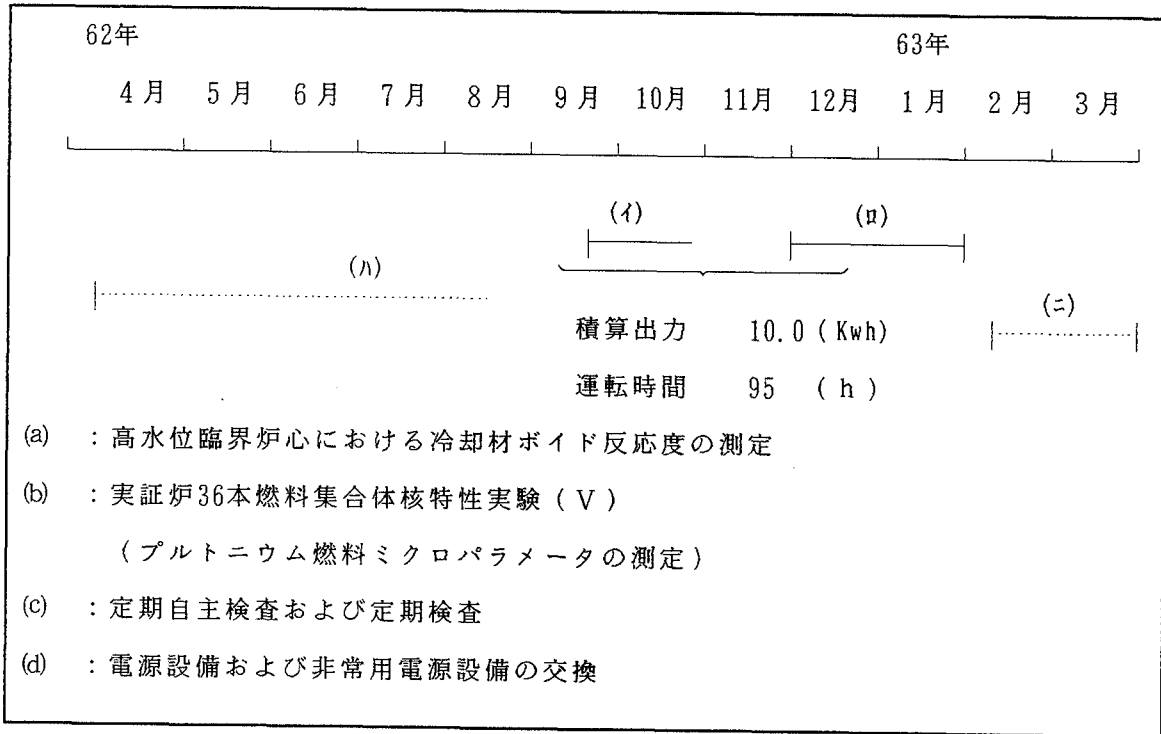 62年 63年
4月 5月 6月 7月 8月 9月 10月 11月 12月 1月 2月 3月
(イ) (ロ)
(ハ)
(ニ)
積算出力 10.0 (Kwh)
運転時間 95 (h)
(a) : 高水位臨界炉心における冷却材ボイド反応度の測定
(b) : 実証炉36本燃料集合体核特性実験(V)
(プルトニウム燃料ミクロパラメータの測定)
(c) : 定期自主検査および定期検査
(d) : 電源設備および非常用電源設備の交換